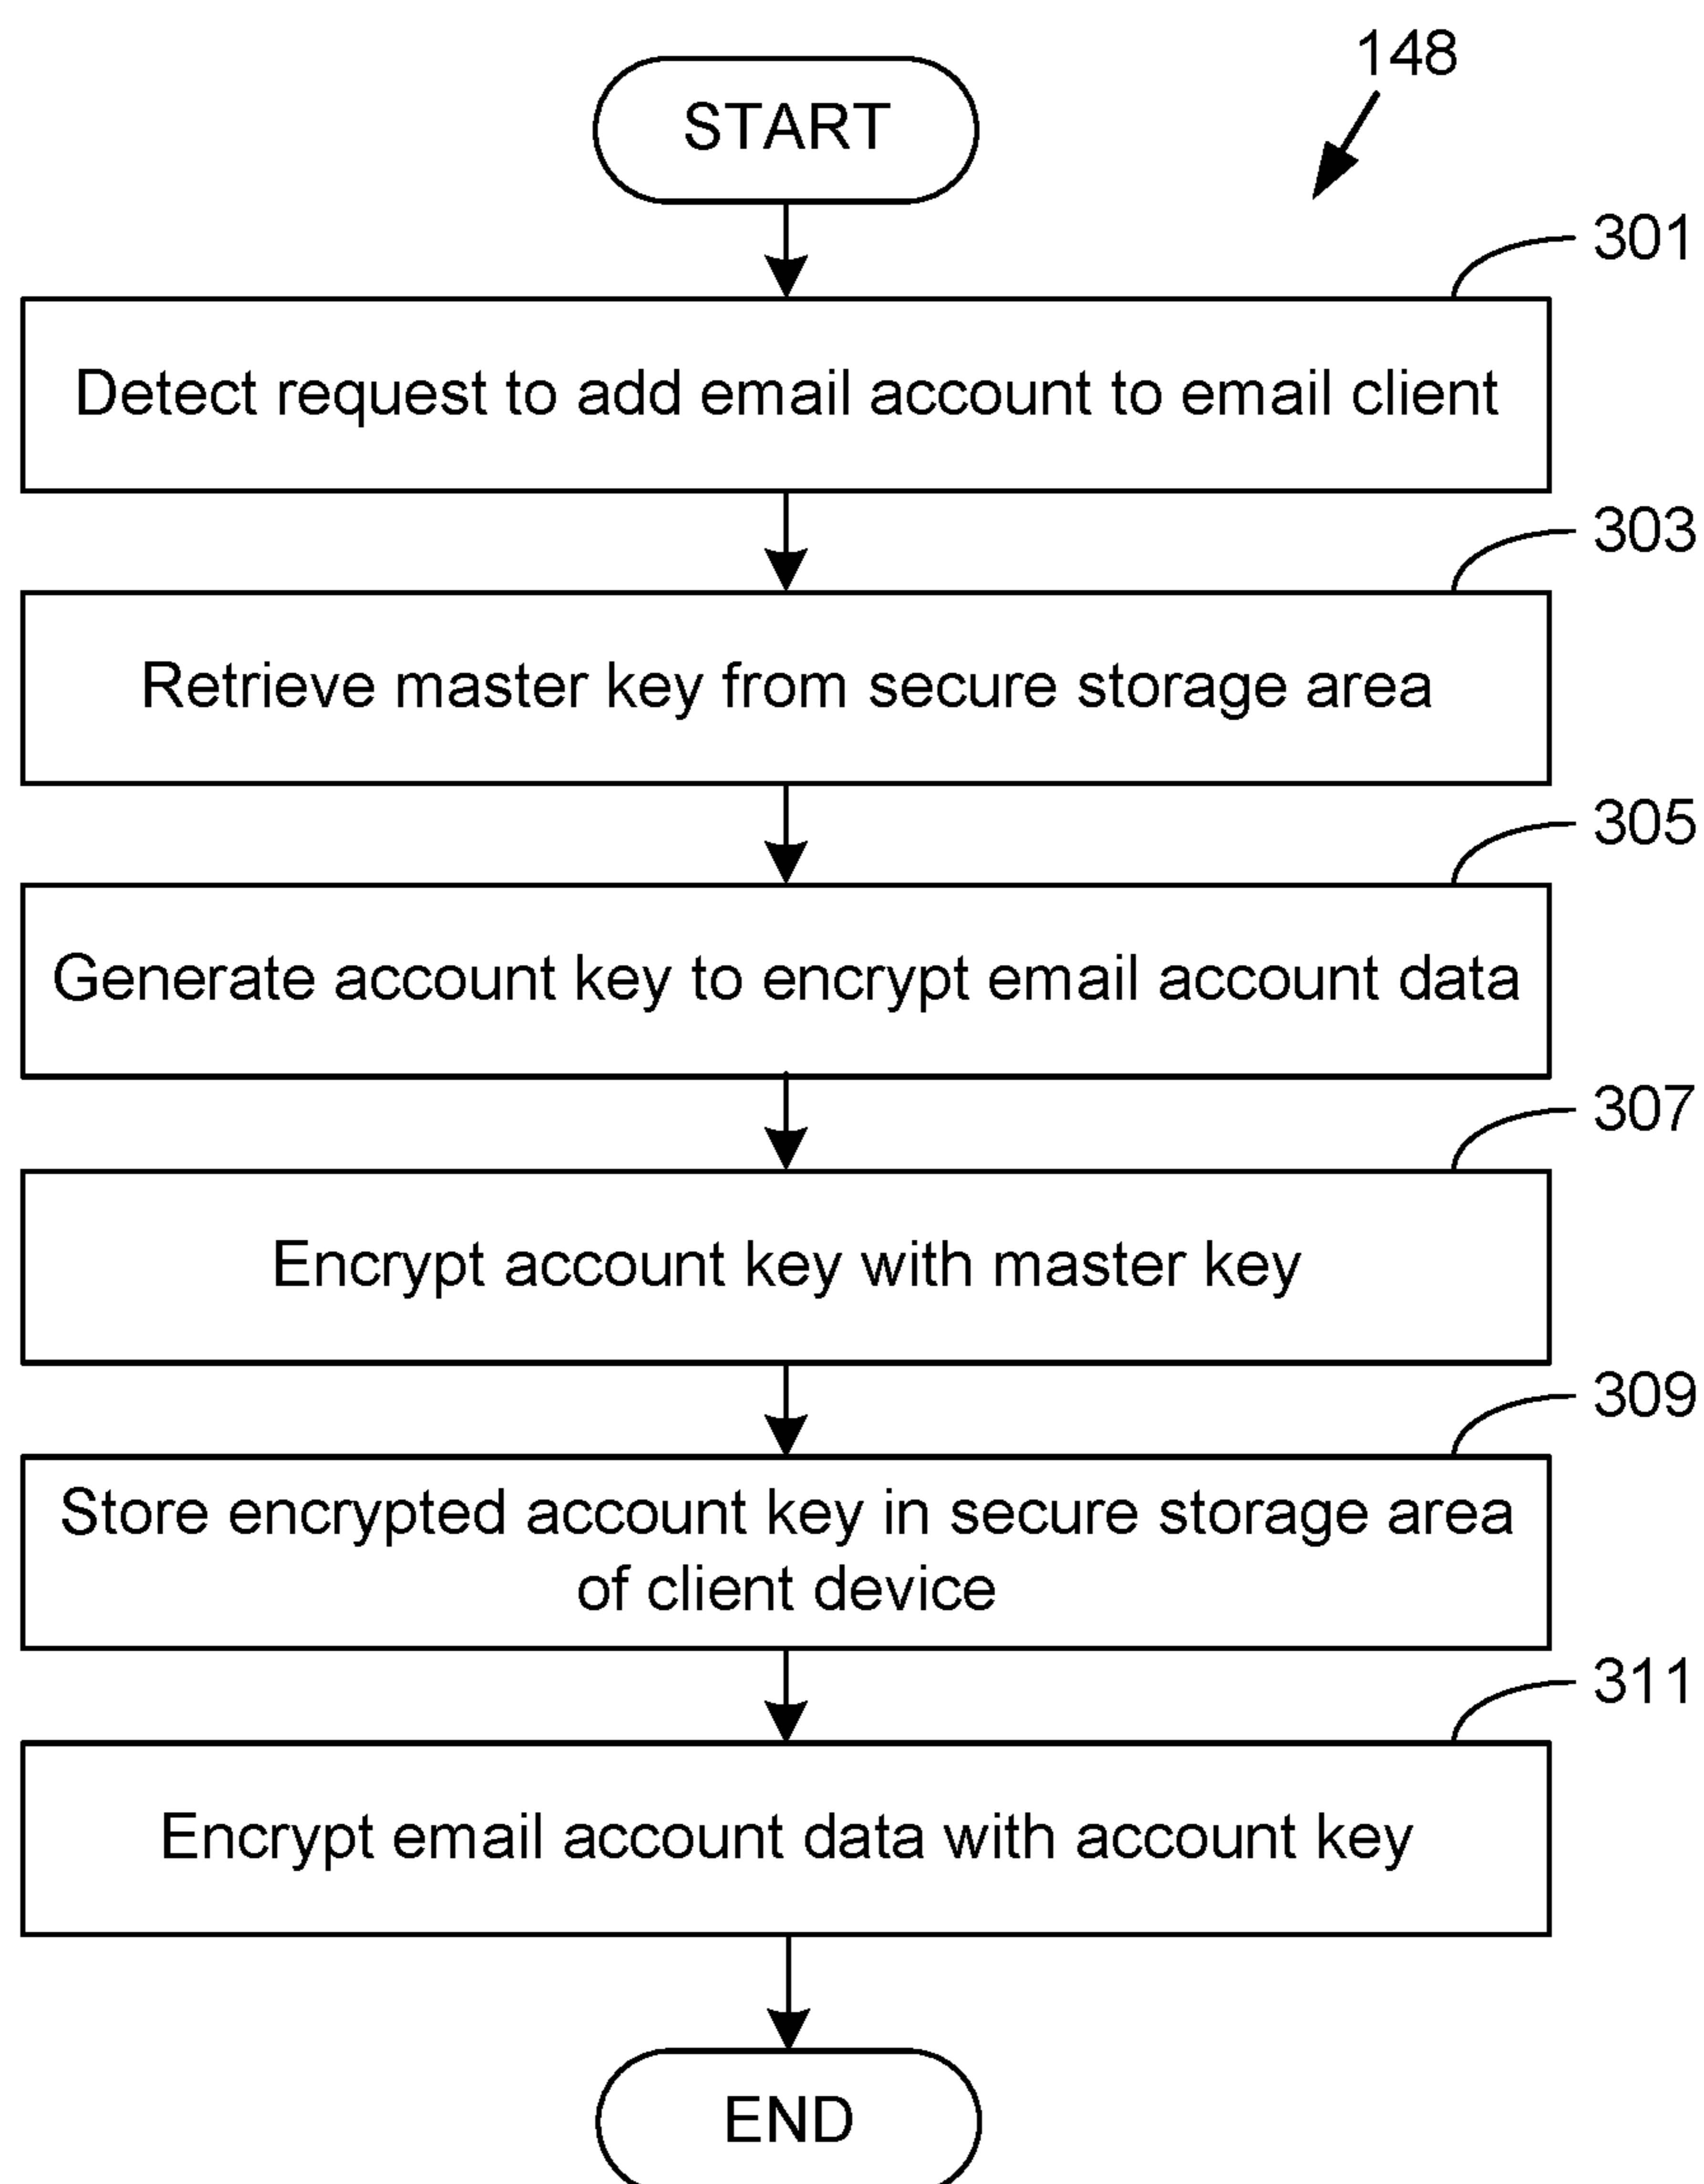 148
START
301
Detect request to add email account to email client
303
Retrieve master key from secure storage area
305
Generate account key to encrypt email account data
307
Encrypt account key with master key
309
Store encrypted account key in secure storage area
of client device
311
Encrypt email account data with account key
END